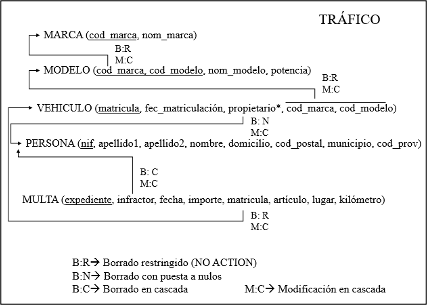 TRÁFICO
MARCA (cod_marca, nom_marca)
B:R
M:C
MODELO (cod_marca, cod_modelo, nom_modelo, potencia)
B:R
M:C
VEHICULO (matricula, fec_matriculación, propietario*, cod_marca, cod_modelo)
B: N
M:C
PERSONA (nif, apellido1, apellido2, nombre, domicilio, cod_postal, municipio, cod_prov)
B: C
M:C
MULTA (expediente, infractor, fecha, importe, matricula, artículo, lugar, kilómetro)
B: R
M:C
B:R→ Borrado restringido (NO ACTION)
B:N→ Borrado con puesta a nulos
B:C→ Borrado en cascada M:C→ Modificación en cascada